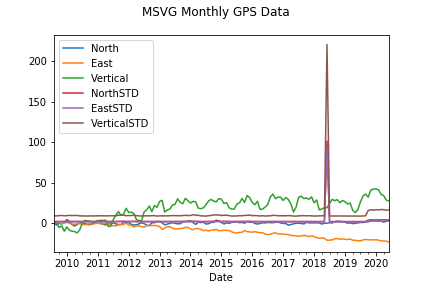 MSVG Monthly GPS Data
North
East
Vertical
NorthSTD
EastSTD
VerticalSTD
200
150
100
50
0
2010 2011 2012 2013 2014 2015 2016 2017 2018 2019 2020
Date